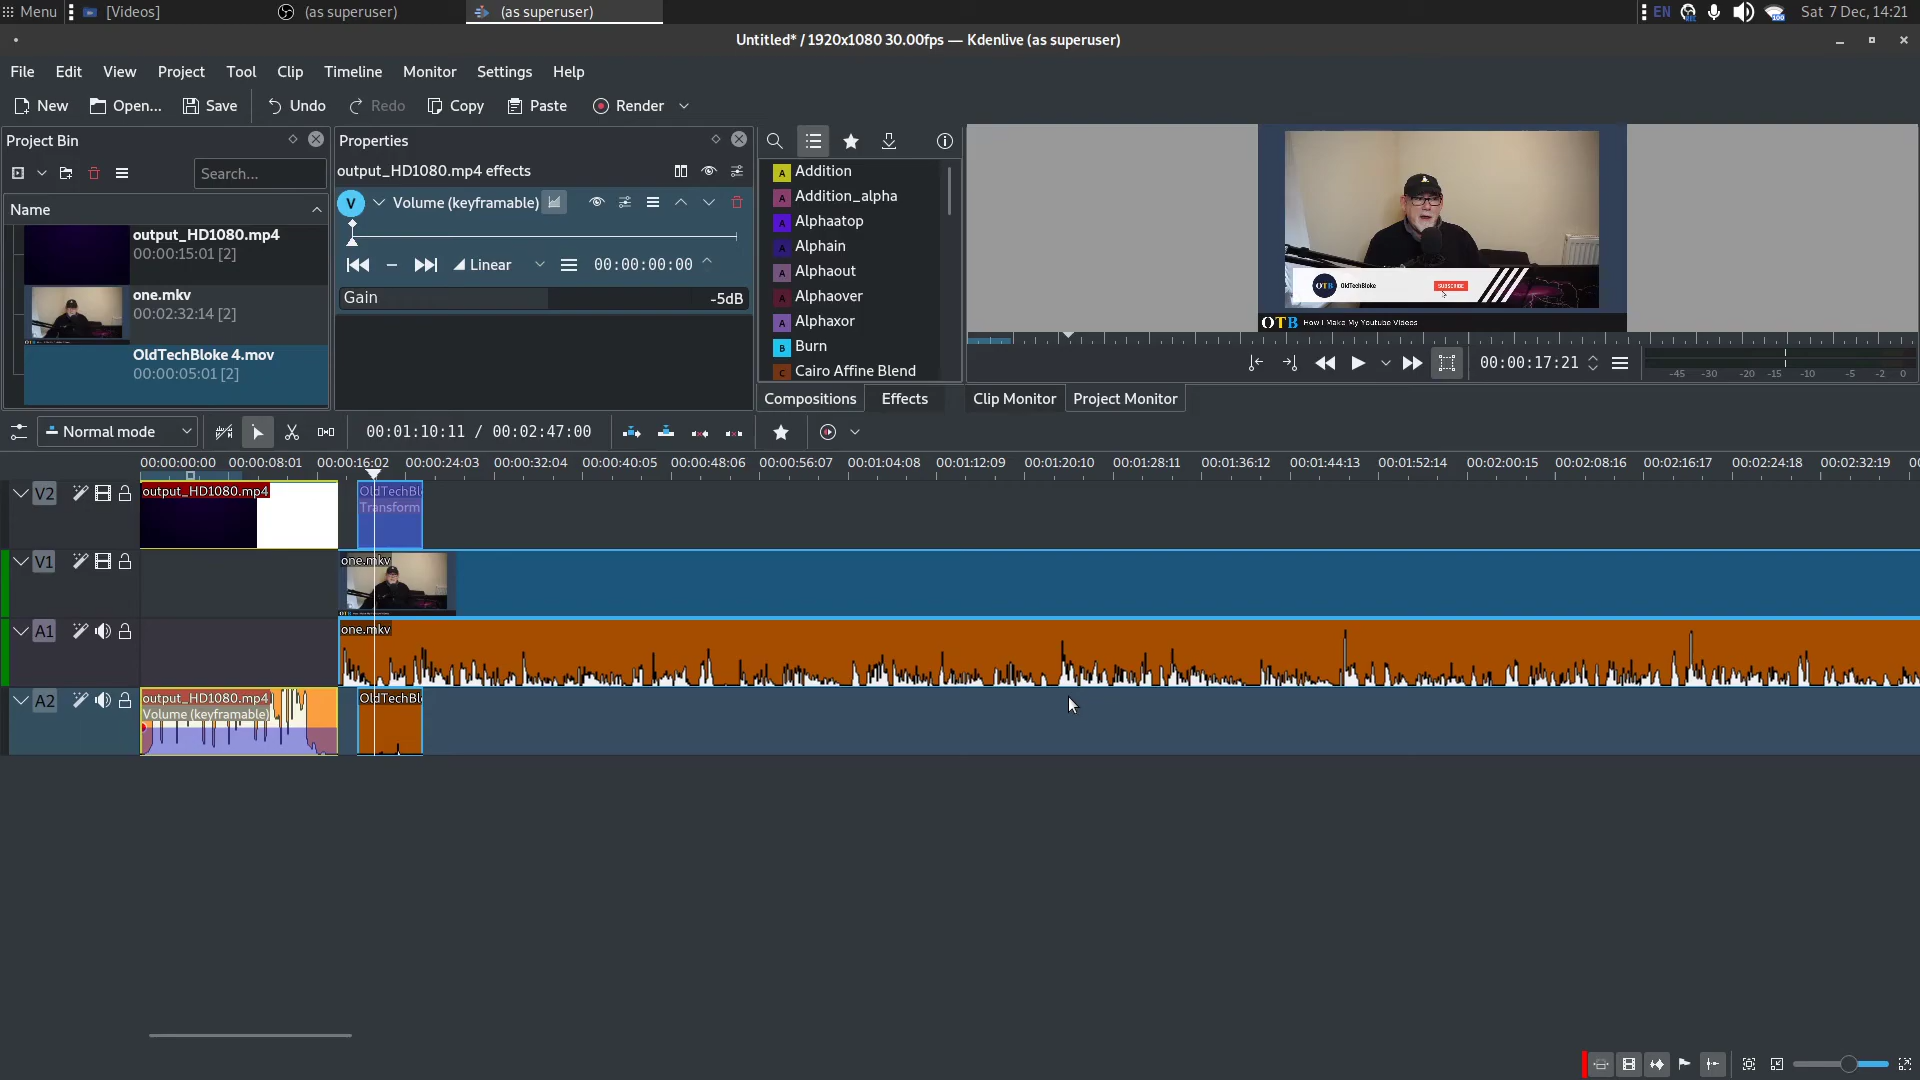 Menu
[Videos]
(as superuser)
(as superuser)
EN
100
Sat 7 Dec, 14:21
Untitled* / 1920x1080 30.00fps — Kdenlive (as superuser)
File
Edit
View
Project
Tool
Clip
Timeline
Monitor
Settings
Help
New
Open...
Save
Undo
Redo
Copy
Paste
Render
Project Bin
Properties
Search...
output_HD1080.mp4 effects
Name
V
Volume (keyframable)
output_HD1080.mp4
00:00:15:01 [2]
one.mkv
00:02:32:14 [2]
OldTechBloke 4.mov
00:00:05:01 [2]
Linear
00:00:00:00
Gain
-5dB
A Addition
A Addition_alpha
A Alphaatop
A Alphain
A Alphaout
A Alphaover
A Alphaxor
B Burn
C Cairo Affine Blend
Compositions
Effects
OTB OldTechBloke SUBSCRIBE
OTB How I Make My Youtube Videos
00:00:17:21
-45 -30 -20 -15 -10 -5 -2 0
Clip Monitor
Project Monitor
Normal mode
00:01:10:11 / 00:02:47:00
00:00:00:00 00:00:08:01 00:00:16:02 00:00:24:03 00:00:32:04 00:00:40:05 00:00:48:06 00:00:56:07 00:01:04:08 00:01:12:09 00:01:20:10 00:01:28:11 00:01:36:12 00:01:44:13 00:01:52:14 00:02:00:15 00:02:08:16 00:02:16:17 00:02:24:18 00:02:32:19
V2
output_HD1080.mp4
OldTechBl
Transform
V1
one.mkv
A1
one.mkv
A2
output_HD1080.mp4
Volume (keyframable)
OldTechBl